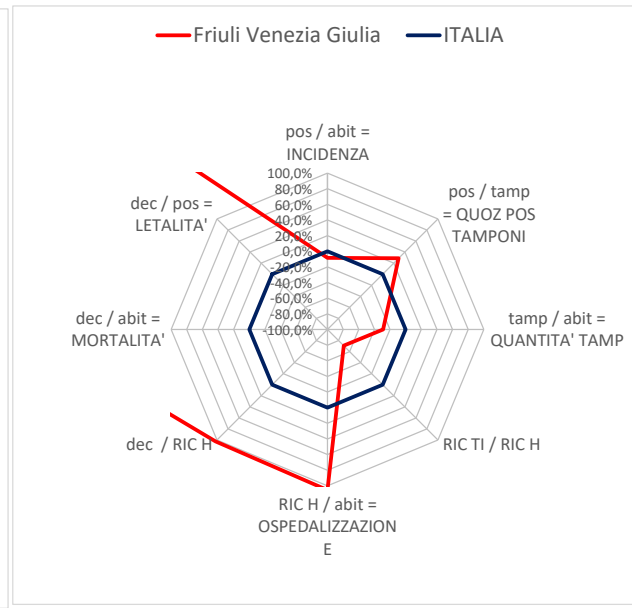 Friuli Venezia Giulia
ITALIA
pos / abit =
INCIDENZA
pos / tamp
= QUOZ POS
TAMPONI
tamp / abit =
QUANTITA' TAMP
RIC TI / RIC H
RIC H / abit =
OSPEDALIZZAZION
E
dec / RIC H
dec / abit =
MORTALITA'
dec / pos =
LETALITA'
100,0%
80,0%
60,0%
40,0%
20,0%
0,0%
-20,0%
-40,0%
-60,0%
-80,0%
-100,0%